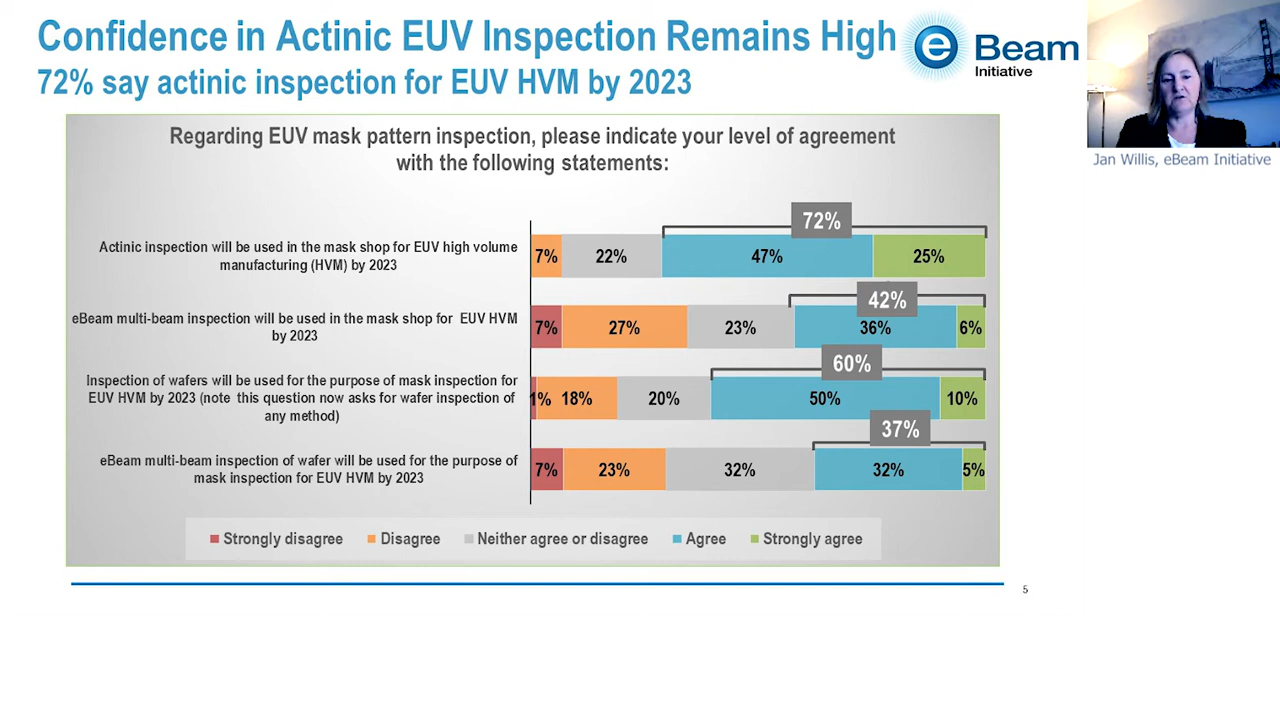 Confidence in Actinic EUV Inspection Remains High
72% say actinic inspection for EUV HVM by 2023
e Beam
Initiative
Jan Willis, eBeam Initiative
Regarding EUV mask pattern inspection, please indicate your level of agreement
with the following statements:
72%
Actinic inspection will be used in the mask shop for EUV high volume
manufacturing (HVM) by 2023
7% 22% 47% 25%
42%
eBeam multi-beam inspection will be used in the mask shop for EUV HVM
by 2023
7% 27% 23% 36% 6%
60%
Inspection of wafers will be used for the purpose of mask inspection for
EUV HVM by 2023 (note this question now asks for wafer inspection of
any method)
1% 18% 20% 50% 10%
37%
eBeam multi-beam inspection of wafer will be used for the purpose of
mask inspection for EUV HVM by 2023
7% 23% 32% 32% 5%
Strongly disagree Disagree Neither agree or disagree Agree Strongly agree
5